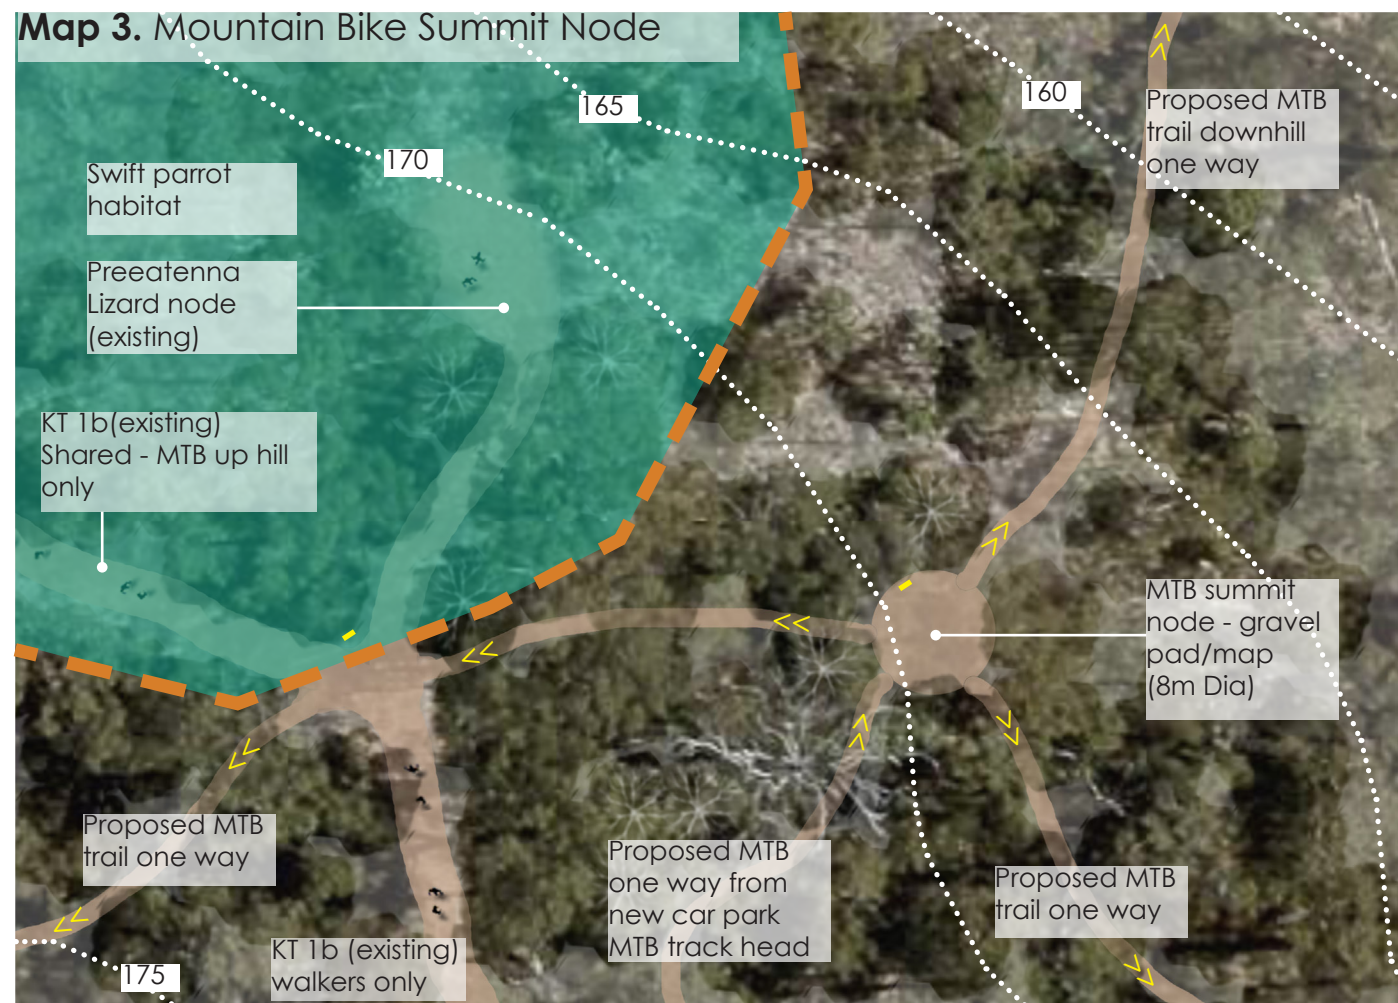 Map 3. Mountain Bike Summit Node
165
160
170
Proposed MTB
trail downhill
one way
Swift parrot
habitat
Preeatenna
Lizard node
(existing)
KT 1b(existing)
Shared - MTB up hill
only
MTB summit
node - gravel
pad/map
(8m Dia)
Proposed MTB
trail one way
Proposed MTB
one way from
new car park
MTB track head
Proposed MTB
trail one way
KT 1b (existing)
walkers only
175